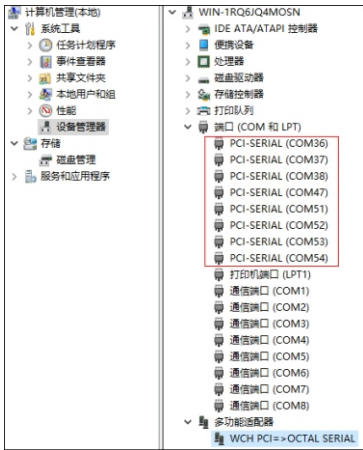 计算机管理(本地)
系统工具
任务计划程序
事件查看器
共享文件夹
本地用户和组
性能
设备管理器
存储
磁盘管理
服务和应用程序
WIN-1RQ6JQ4MOSN
IDE ATA/ATAPI 控制器
便携设备
处理器
磁盘驱动器
存储控制器
打印队列
端口 (COM 和 LPT)
PCI-SERIAL (COM36)
PCI-SERIAL (COM37)
PCI-SERIAL (COM38)
PCI-SERIAL (COM47)
PCI-SERIAL (COM51)
PCI-SERIAL (COM52)
PCI-SERIAL (COM53)
PCI-SERIAL (COM54)
打印机端口 (LPT1)
通信端口 (COM1)
通信端口 (COM2)
通信端口 (COM3)
通信端口 (COM4)
通信端口 (COM5)
通信端口 (COM6)
通信端口 (COM7)
通信端口 (COM8)
多功能适配器
WCH PCI=>OCTAL SERIAL